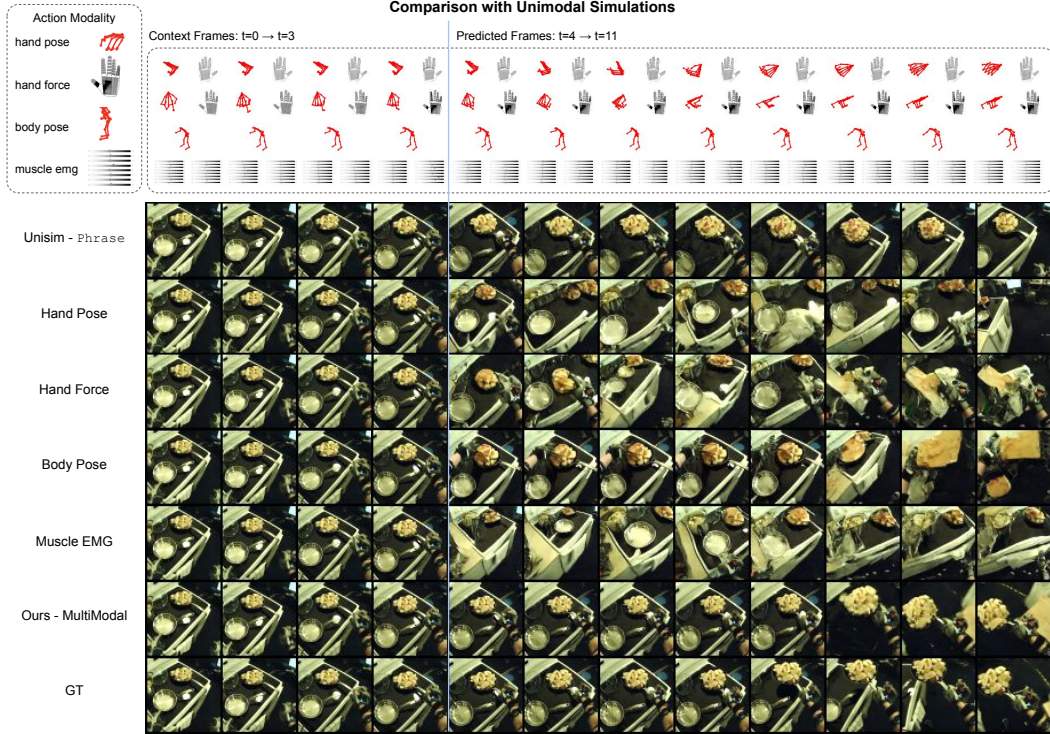 Comparison with Unimodal Simulations
Action Modality
hand pose
hand force
body pose
muscle emg
Context Frames: t=0 → t=3
Predicted Frames: t=4 → t=11
Unisim - Phrase
Hand Pose
Hand Force
Body Pose
Muscle EMG
Ours - MultiModal
GT